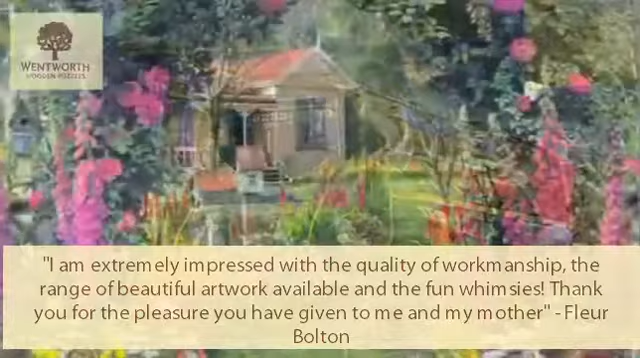 WENTWORTH
WOODEN PUZZLES
"I am extremely impressed with the quality of workmanship, the
range of beautiful artwork available and the fun whimsies! Thank
you for the pleasure you have given to me and my mother" - Fleur
Bolton